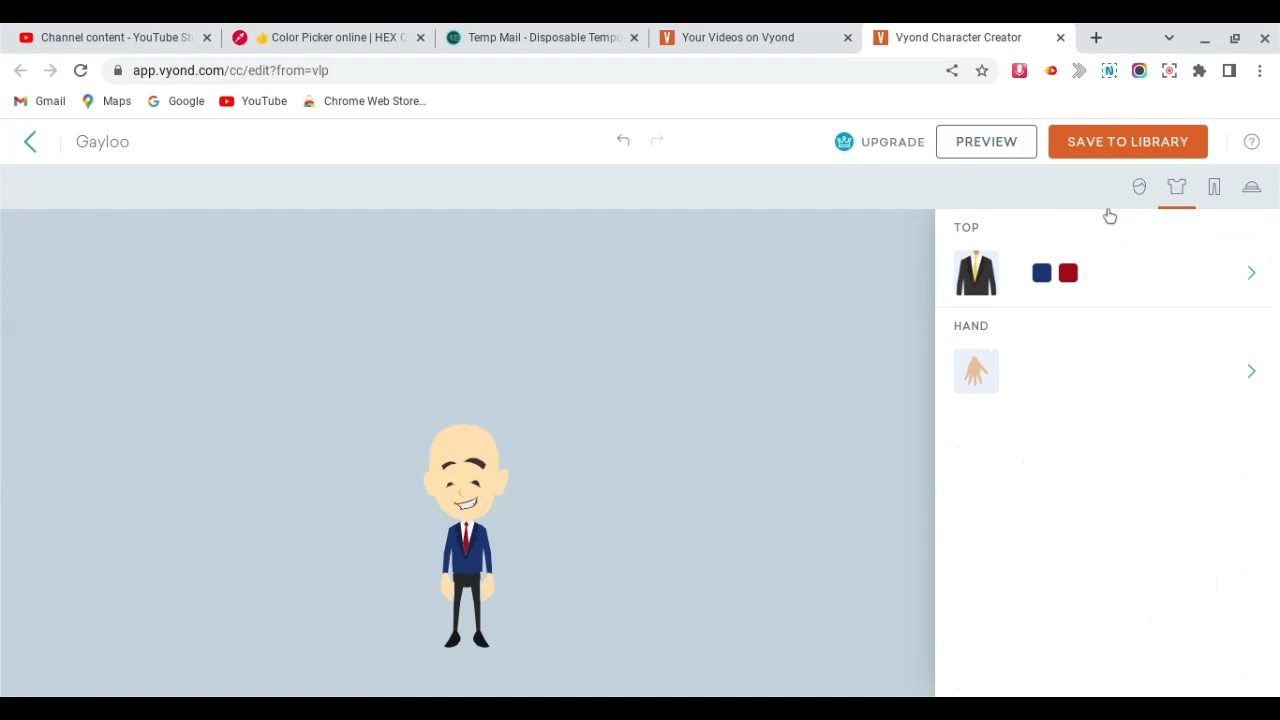 Channel content - YouTube St
👍 Color Picker online | HEX C
Temp Mail - Disposable Tempo
Your Videos on Vyond
Vyond Character Creator
app.vyond.com/cc/edit?from=vlp
Gmail
Maps
Google
YouTube
Chrome Web Store...
Gayloo
UPGRADE
PREVIEW
SAVE TO LIBRARY
TOP
HAND